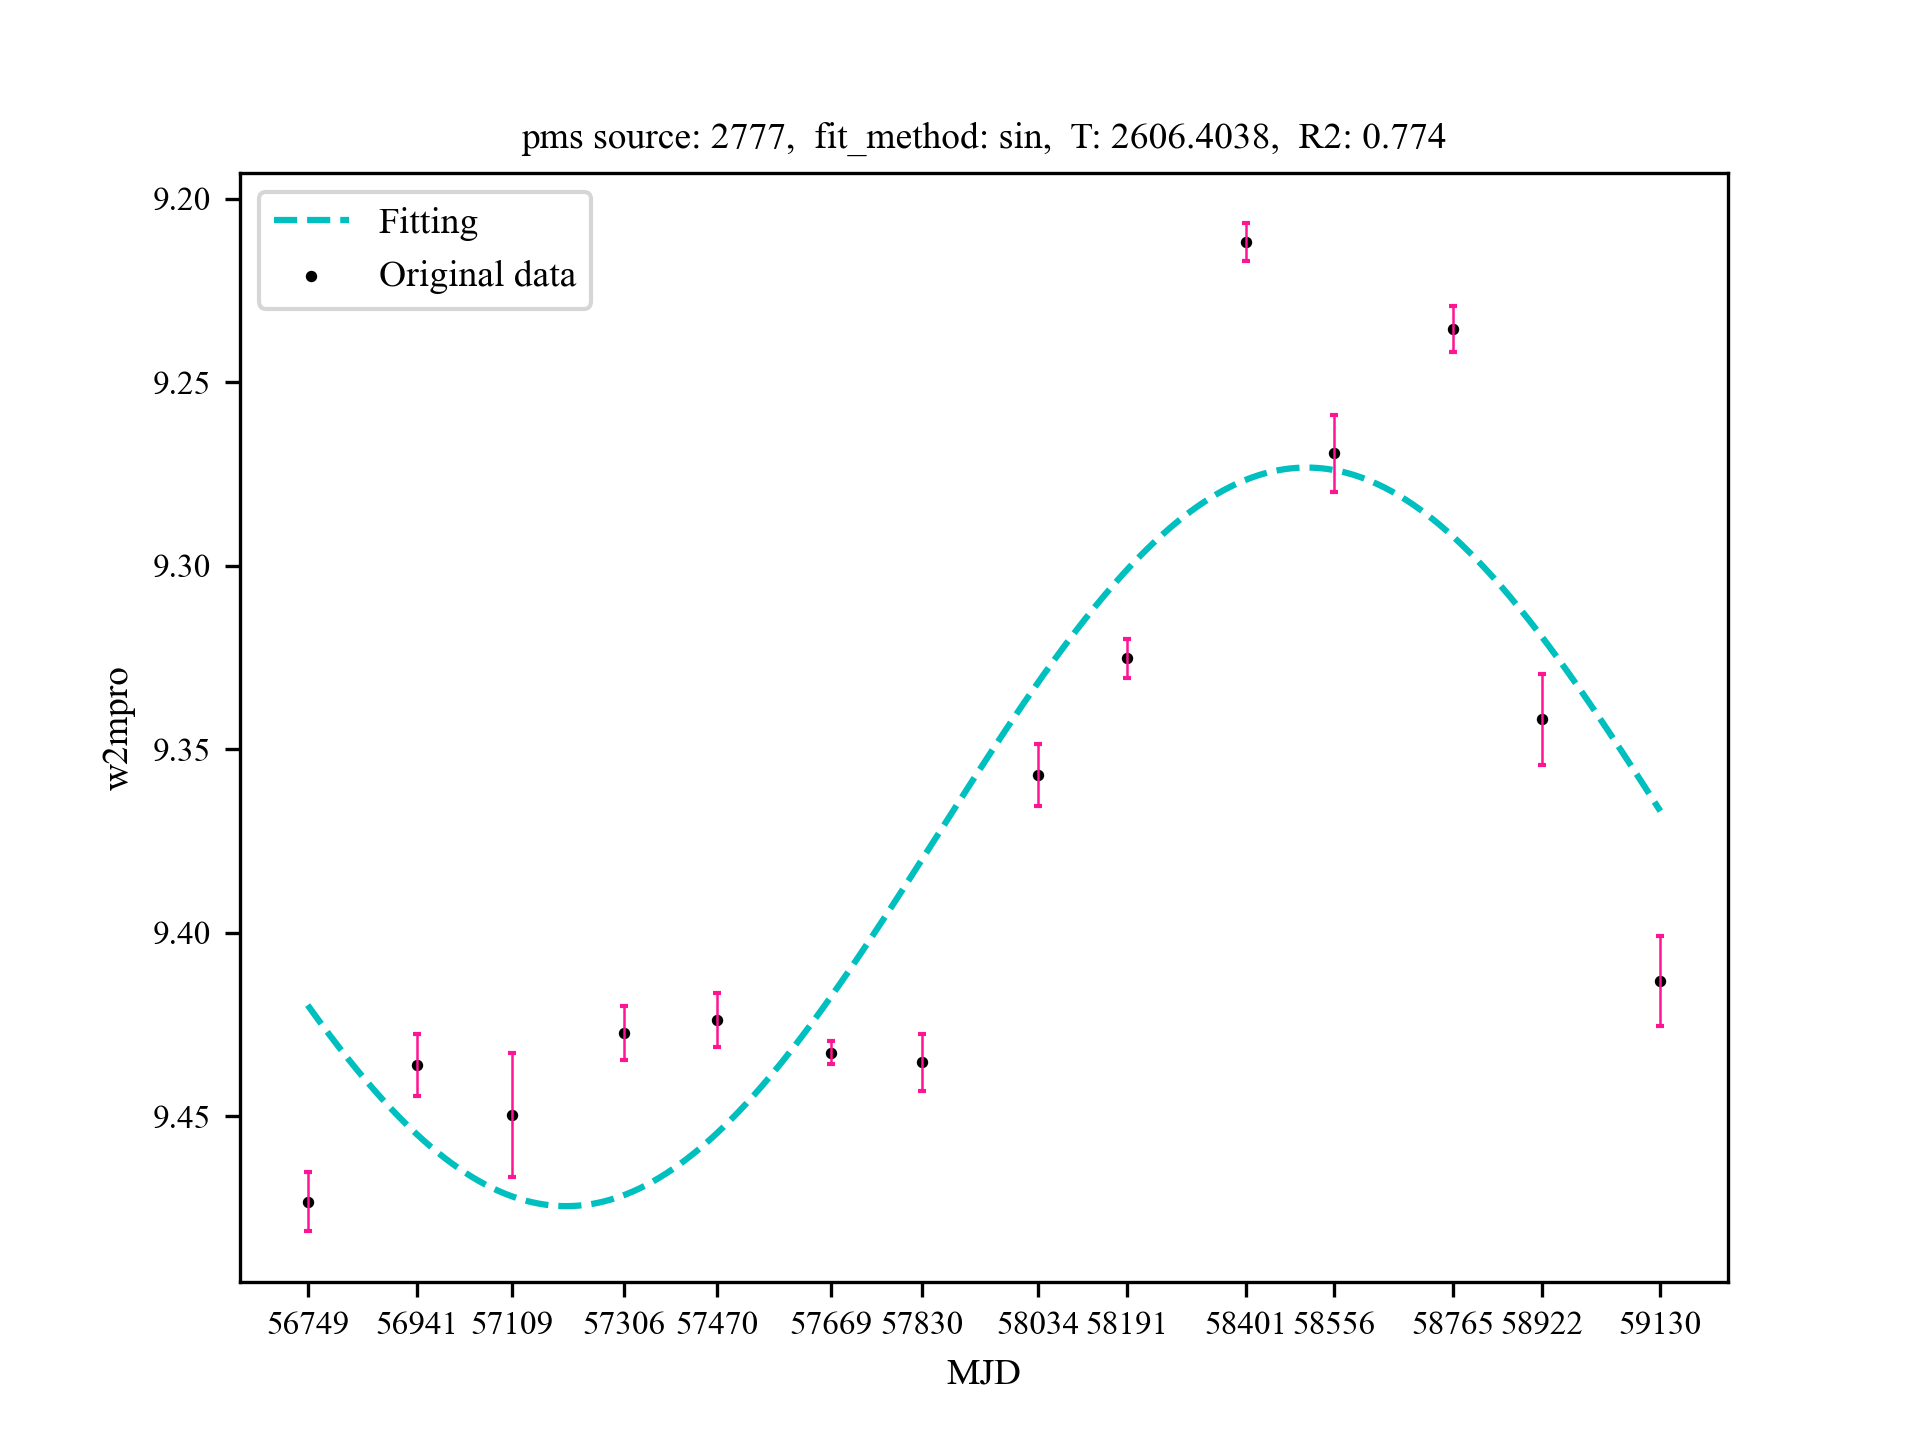 pms source: 2777,  fit_method: sin,  T: 2606.4038,  R2: 0.774
Fitting
Original data
9.20
9.25
9.30
9.35
9.40
9.45
w2mpro
56749 56941 57109 57306 57470 57669 57830 58034 58191 58401 58556 58765 58922 59130
MJD